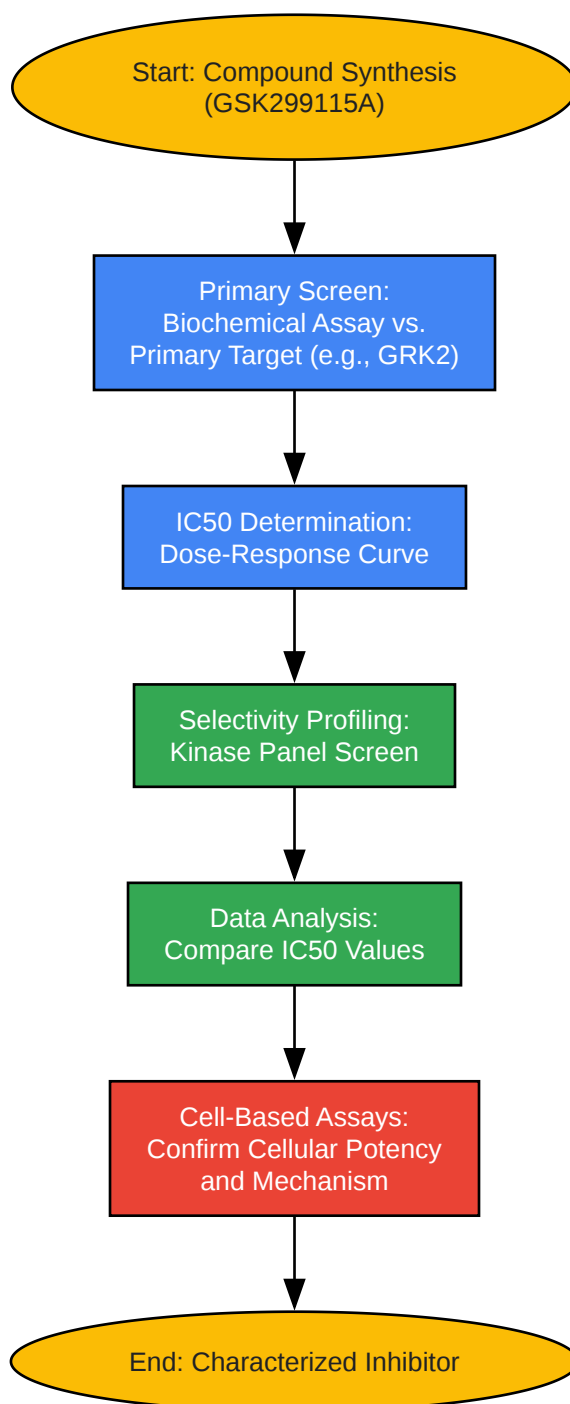 Start: Compound Synthesis
(GSK299115A)
Primary Screen:
Biochemical Assay vs.
Primary Target (e.g., GRK2)
IC50 Determination:
Dose-Response Curve
Selectivity Profiling:
Kinase Panel Screen
Data Analysis:
Compare IC50 Values
Cell-Based Assays:
Confirm Cellular Potency
and Mechanism
End: Characterized Inhibitor